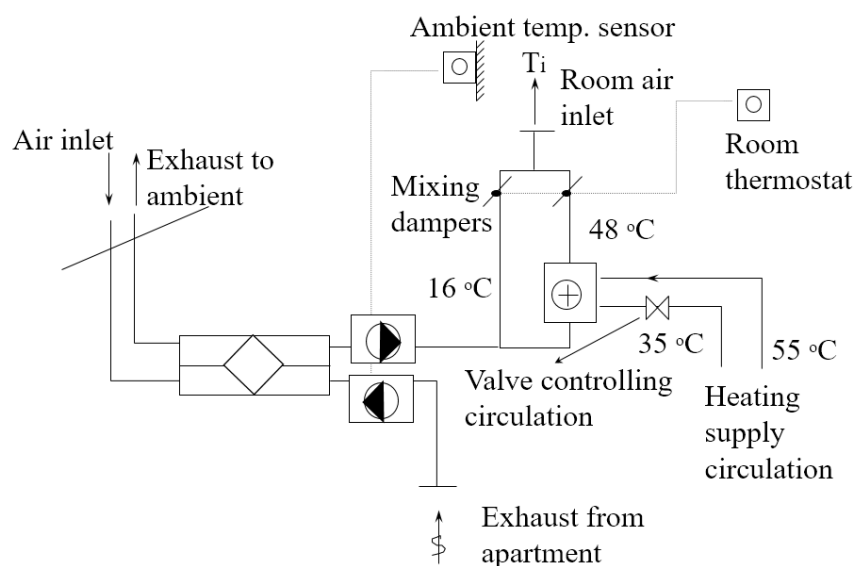 Ambient temp. sensor
Ti
Room air
inlet
Air inlet
Exhaust to
ambient
Mixing
dampers
Room
thermostat
48 °C
16 °C
35 °C
55 °C
Valve controlling
circulation
Heating
supply
circulation
Exhaust from
apartment